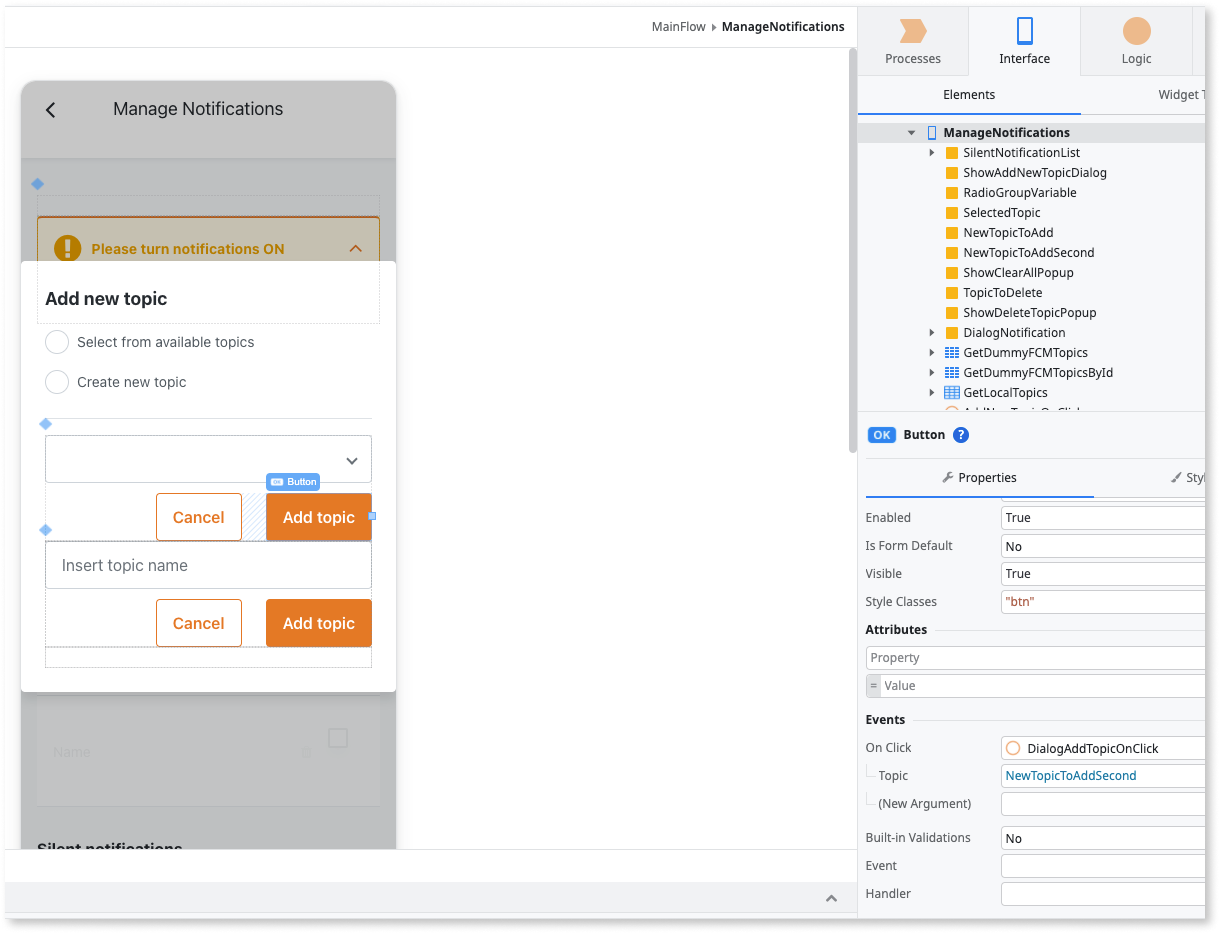 MainFlow ▸ ManageNotifications
Processes
Interface
Logic
Elements
Widget T
Manage Notifications
Please turn notifications ON
Add new topic
Select from available topics
Create new topic
OK Button
Cancel
Add topic
Insert topic name
Cancel
Add topic
Name
Silent notifications
ManageNotifications
SilentNotificationList
ShowAddNewTopicDialog
RadioGroupVariable
SelectedTopic
NewTopicToAdd
NewTopicToAddSecond
ShowClearAllPopup
TopicToDelete
ShowDeleteTopicPopup
DialogNotification
GetDummyFCMTopics
GetDummyFCMTopicsById
GetLocalTopics
AddNewTopicOnClick
OK Button ?
Properties
Styl
Enabled True
Is Form Default No
Visible True
Style Classes "btn"
Attributes
Property
= Value
Events
On Click DialogAddTopicOnClick
Topic NewTopicToAddSecond
(New Argument)
Built-in Validations No
Event
Handler